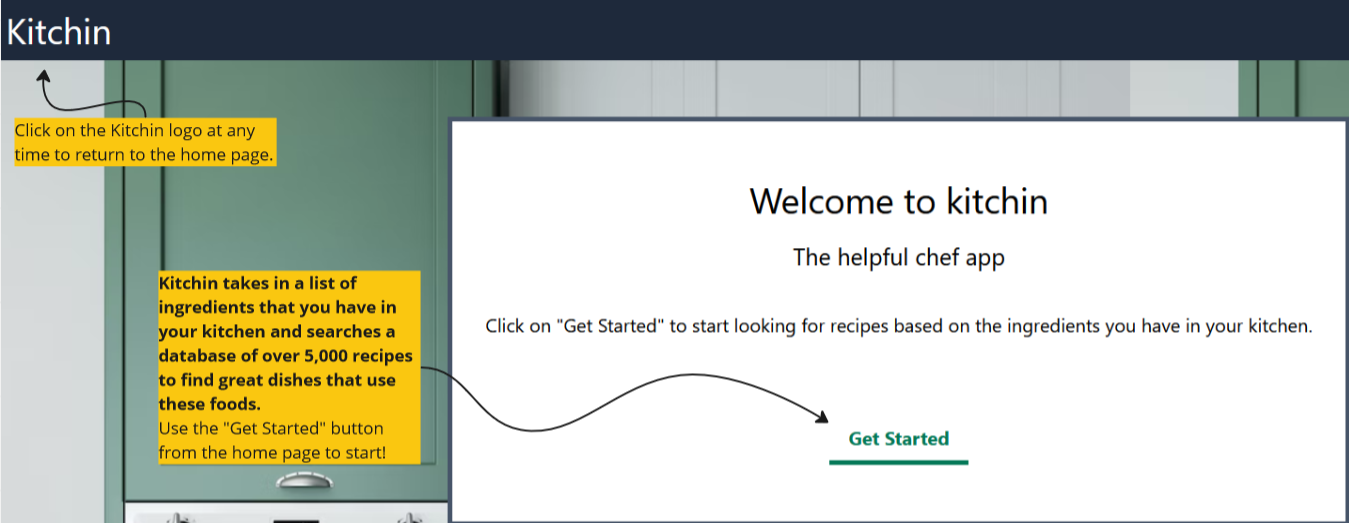 Kitchin
Click on the Kitchin logo at any
time to return to the home page.
Welcome to kitchin
The helpful chef app
Kitchin takes in a list of
ingredients that you have in
your kitchen and searches a
database of over 5,000 recipes
to find great dishes that use
these foods.
Use the "Get Started" button
from the home page to start!
Click on "Get Started" to start looking for recipes based on the ingredients you have in your kitchen.
Get Started